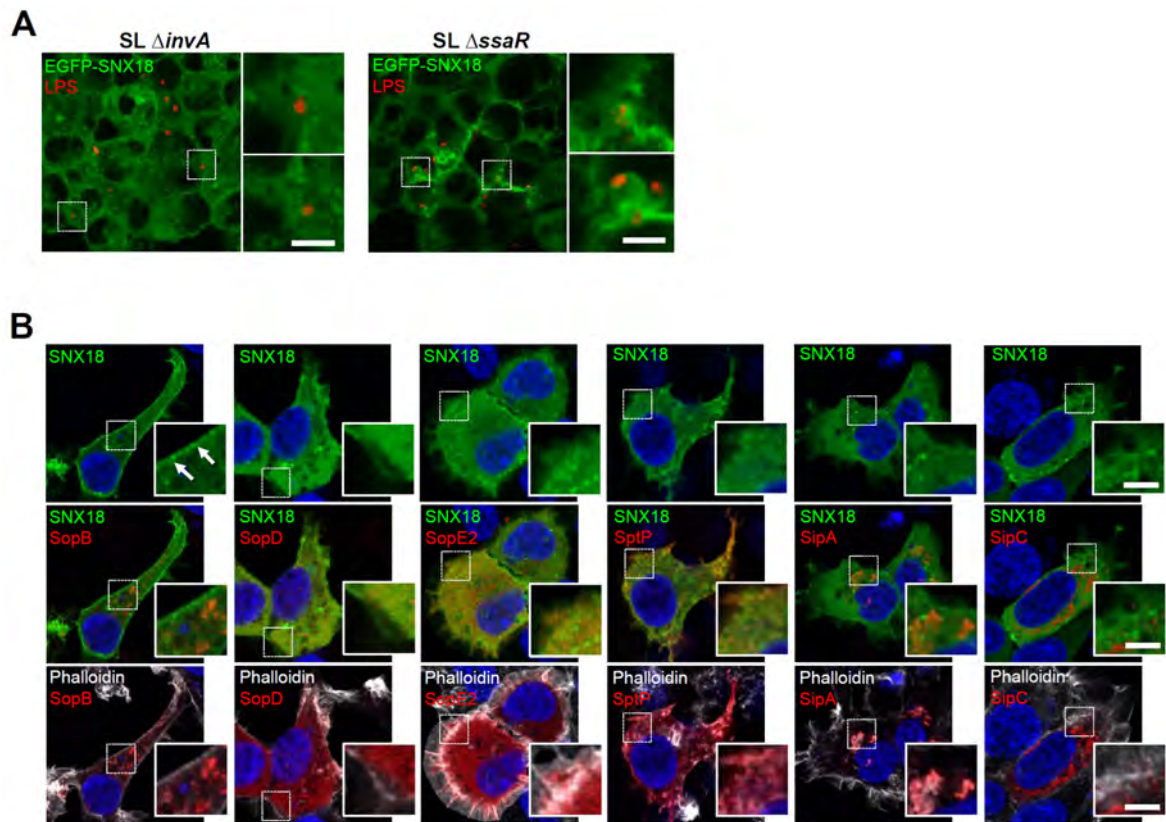 A
SL ΔinvA
SL ΔssaR
EGFP-SNX18
LPS
EGFP-SNX18
LPS
B
SNX18
SNX18
SNX18
SNX18
SNX18
SNX18
SNX18
SopB
SNX18
SopD
SNX18
SopE2
SNX18
SptP
SNX18
SipA
SNX18
SipC
Phalloidin
SopB
Phalloidin
SopD
Phalloidin
SopE2
Phalloidin
SptP
Phalloidin
SipA
Phalloidin
SipC